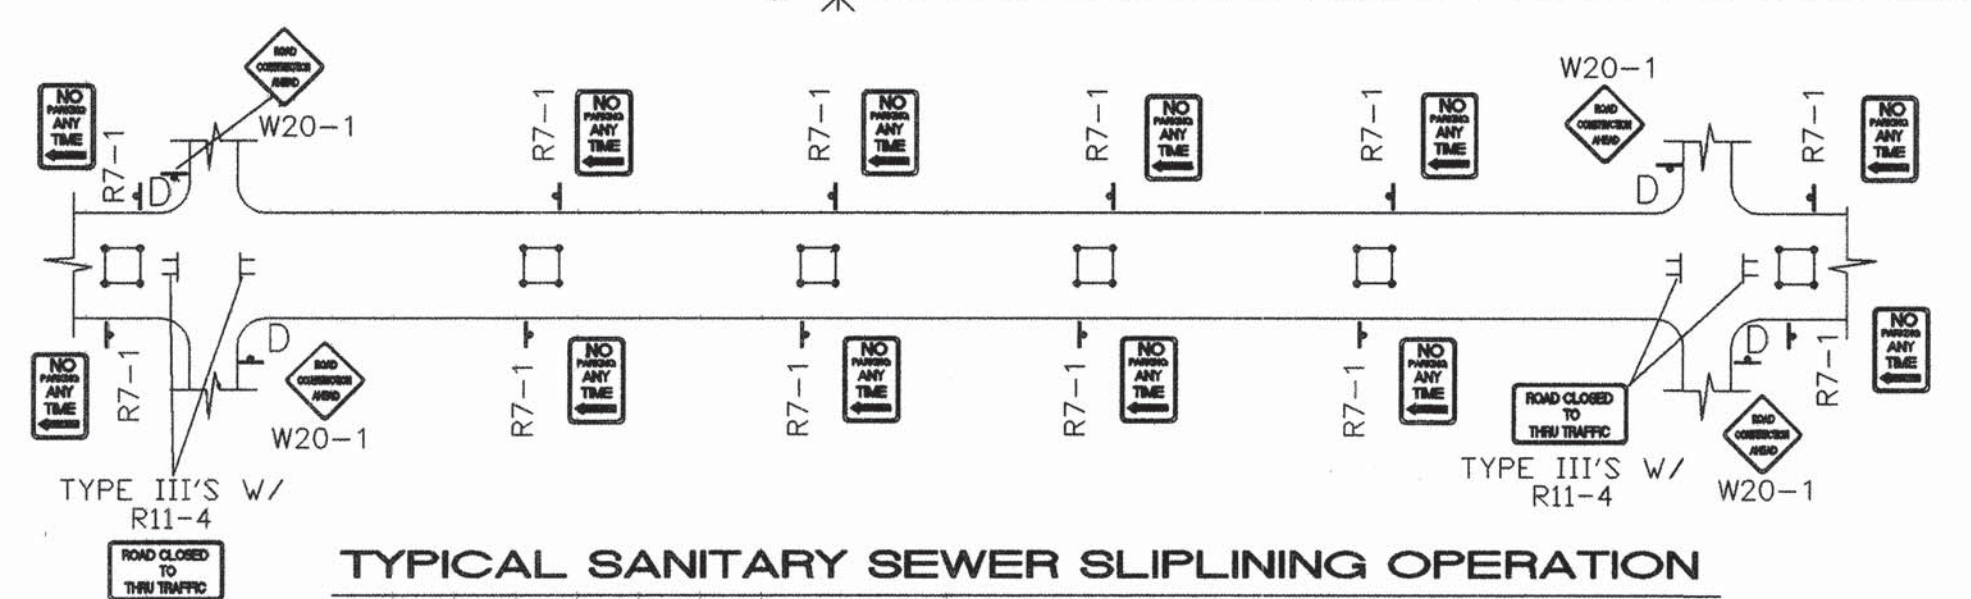 ROAD
CONSTRUCTION
AHEAD
W20-1
W20-1
ROAD
CONSTRUCTION
AHEAD
NO
PARKING
ANY
TIME
R7-1
D
R7-1
NO
PARKING
ANY
TIME
R7-1
NO
PARKING
ANY
TIME
R7-1
NO
PARKING
ANY
TIME
R7-1
NO
PARKING
ANY
TIME
D
R7-1
NO
PARKING
ANY
TIME
NO
PARKING
ANY
TIME
R7-1
D
ROAD
CONSTRUCTION
AHEAD
W20-1
R7-1
NO
PARKING
ANY
TIME
R7-1
NO
PARKING
ANY
TIME
R7-1
NO
PARKING
ANY
TIME
R7-1
NO
PARKING
ANY
TIME
D
R7-1
NO
PARKING
ANY
TIME
ROAD CLOSED
TO
THRU TRAFFIC
ROAD
CONSTRUCTION
AHEAD
W20-1
TYPE III'S W/
R11-4
TYPE III'S W/
R11-4
ROAD CLOSED
TO
THRU TRAFFIC
TYPICAL SANITARY SEWER SLIPLINING OPERATION